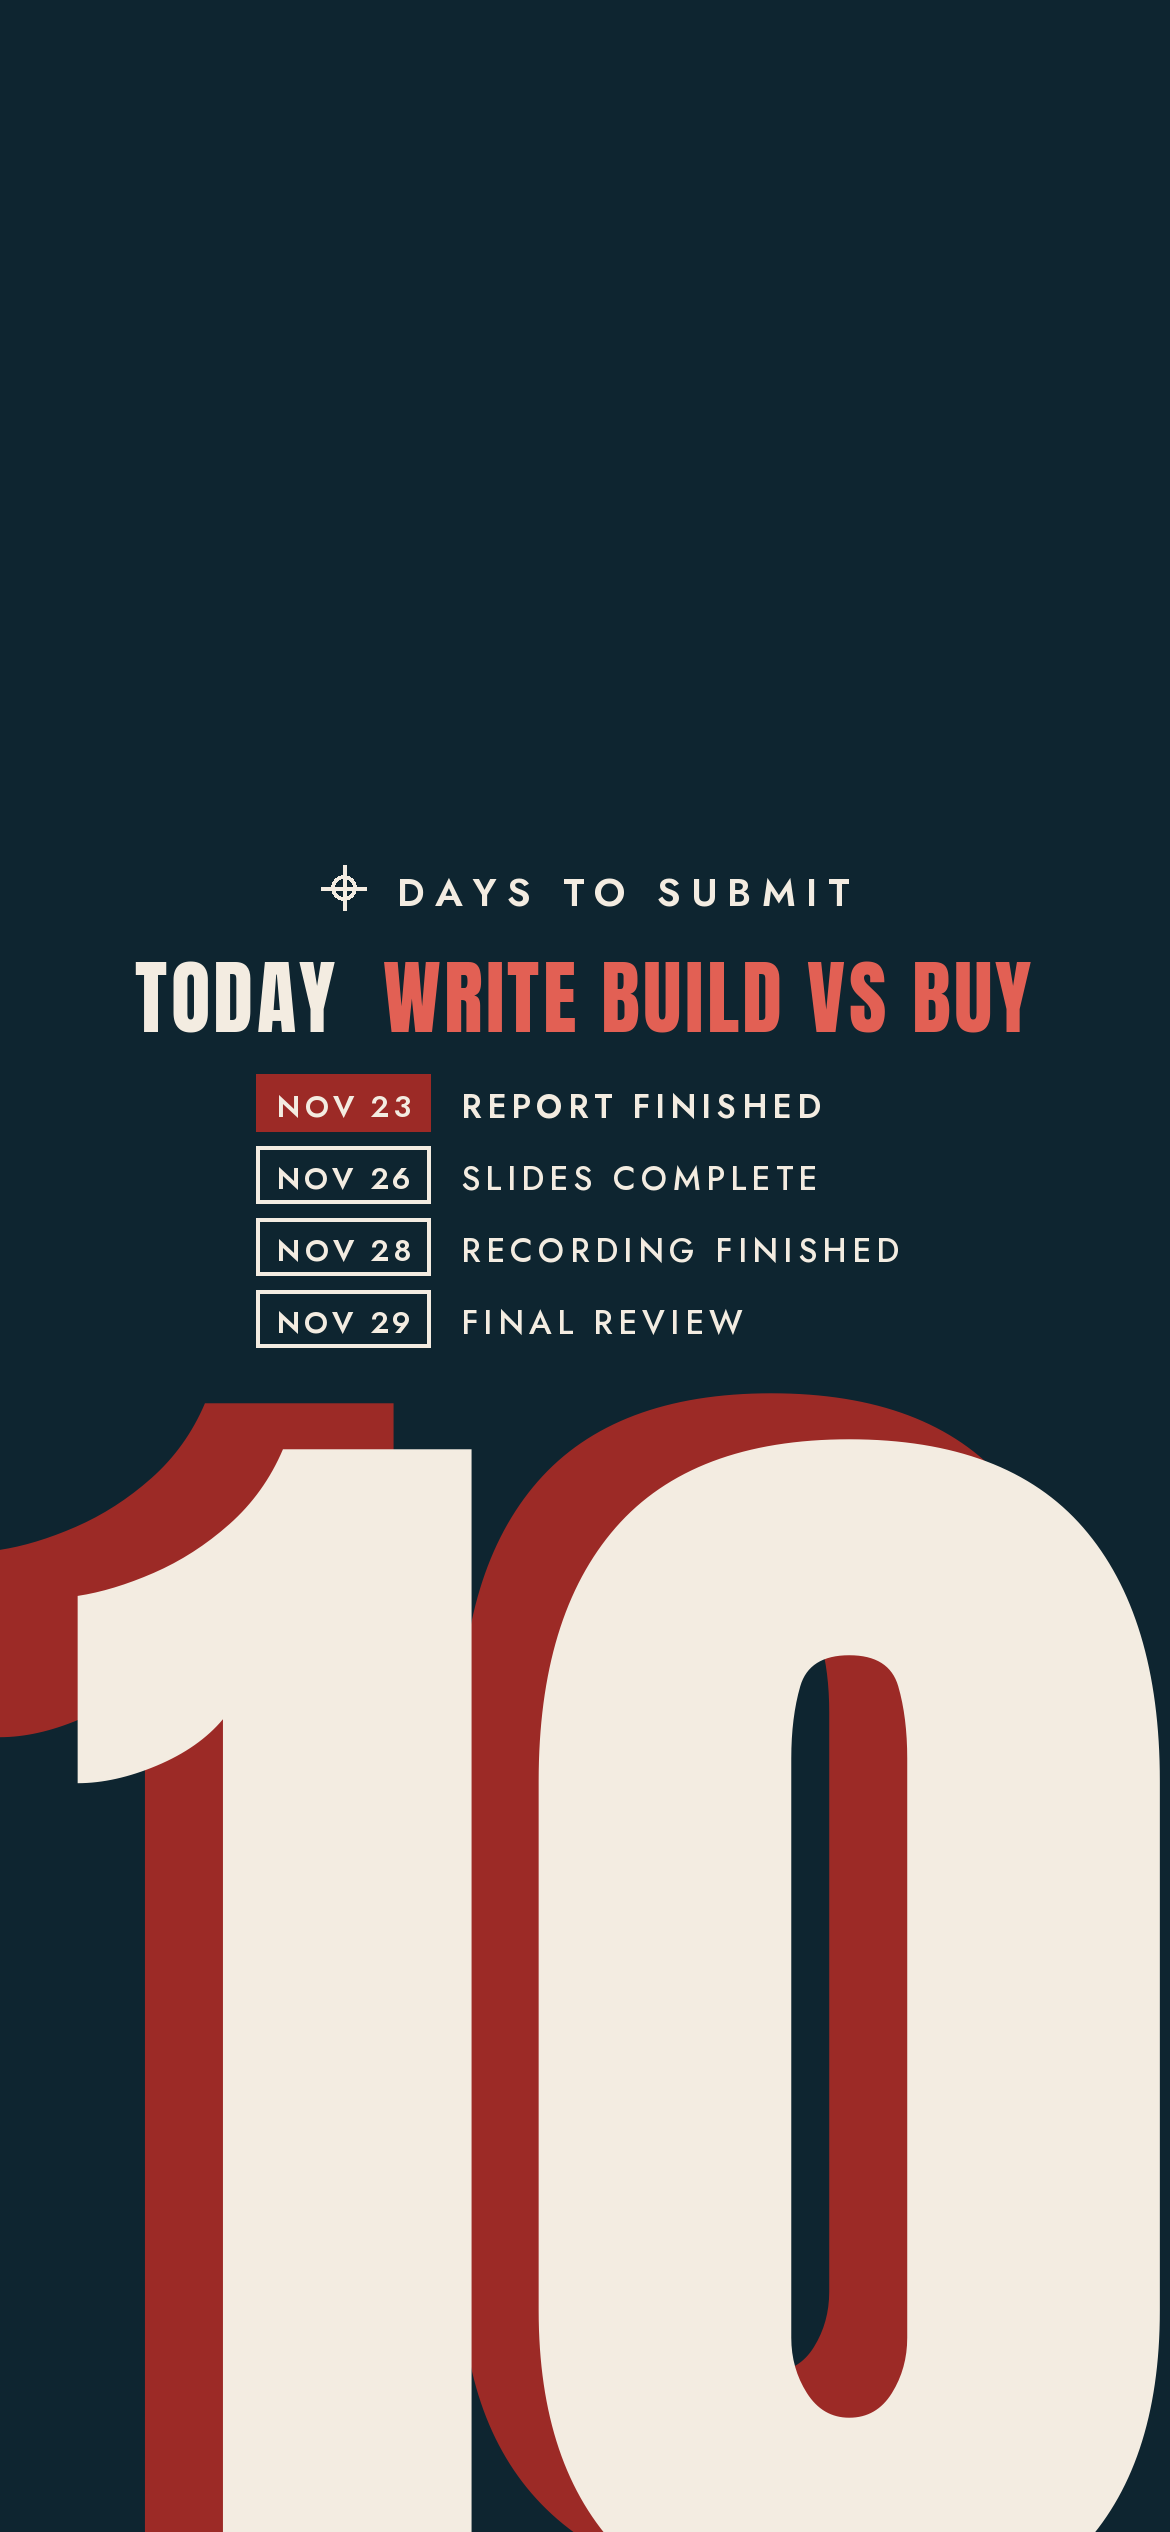 DAYS TO SUBMIT
TODAY WRITE BUILD VS BUY
NOV 23 REPORT FINISHED
NOV 26 SLIDES COMPLETE
NOV 28 RECORDING FINISHED
NOV 29 FINAL REVIEW
10